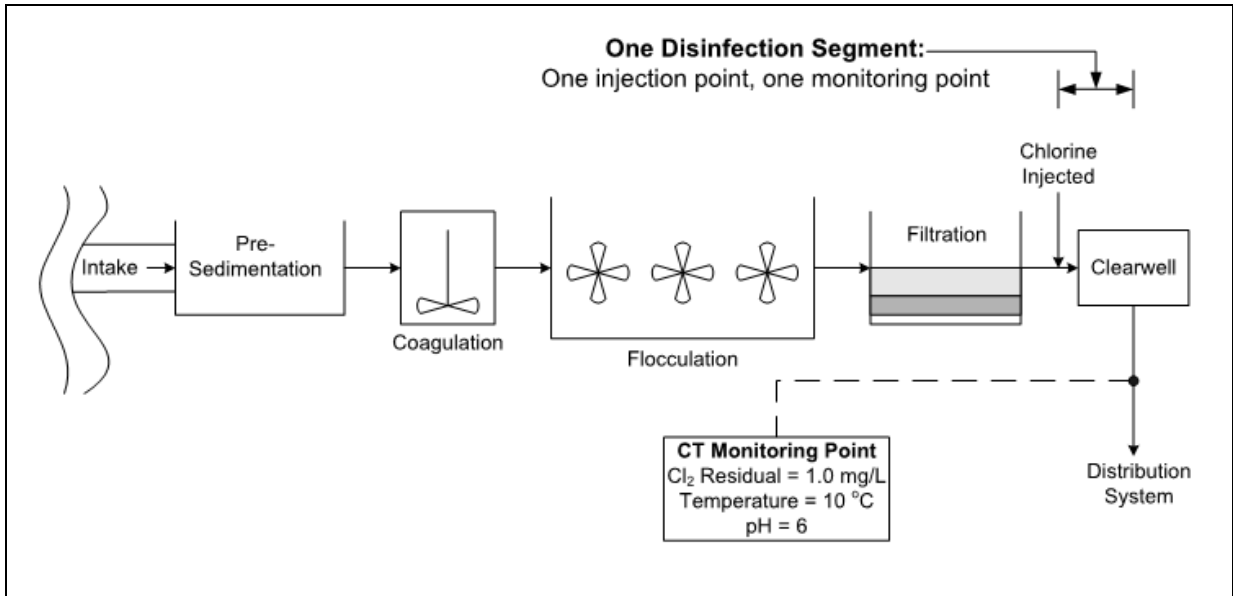 One Disinfection Segment:
One injection point, one monitoring point
Chlorine
Injected
Intake
Pre-
Sedimentation
Coagulation
Flocculation
Filtration
Clearwell
CT Monitoring Point
Cl₂ Residual = 1.0 mg/L
Temperature = 10 °C
pH = 6
Distribution
System